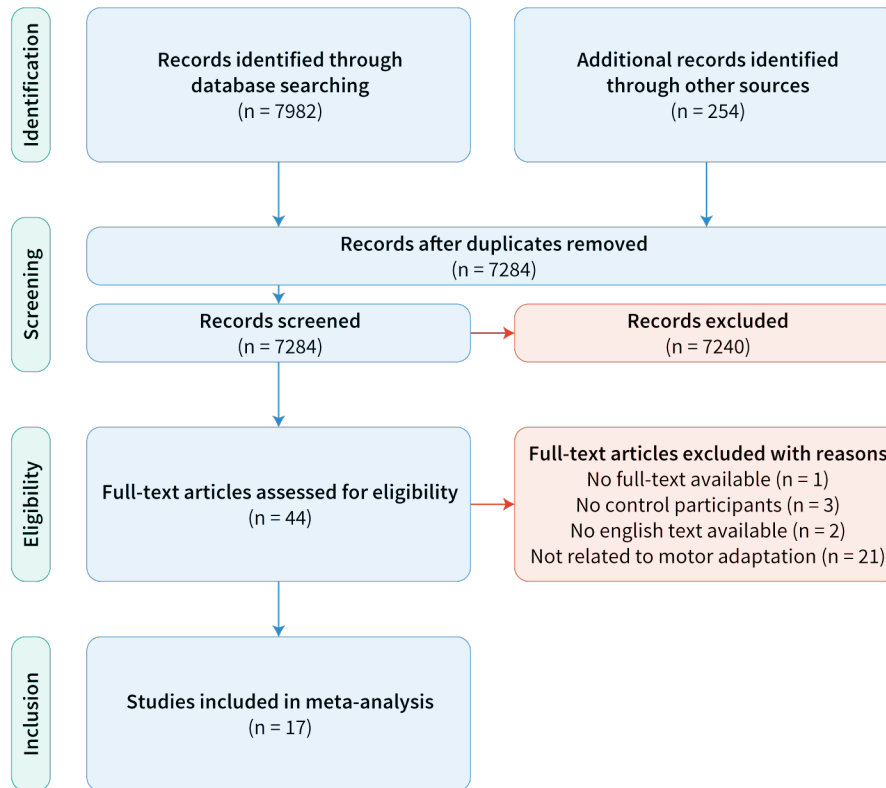 Identification
Records identified through
database searching
(n = 7982)
Additional records identified
through other sources
(n = 254)
Screening
Records after duplicates removed
(n = 7284)
Records screened
(n = 7284)
Records excluded
(n = 7240)
Eligibility
Full-text articles assessed for eligibility
(n = 44)
Full-text articles excluded with reasons
No full-text available (n = 1)
No control participants (n = 3)
No english text available (n = 2)
Not related to motor adaptation (n = 21)
Inclusion
Studies included in meta-analysis
(n = 17)